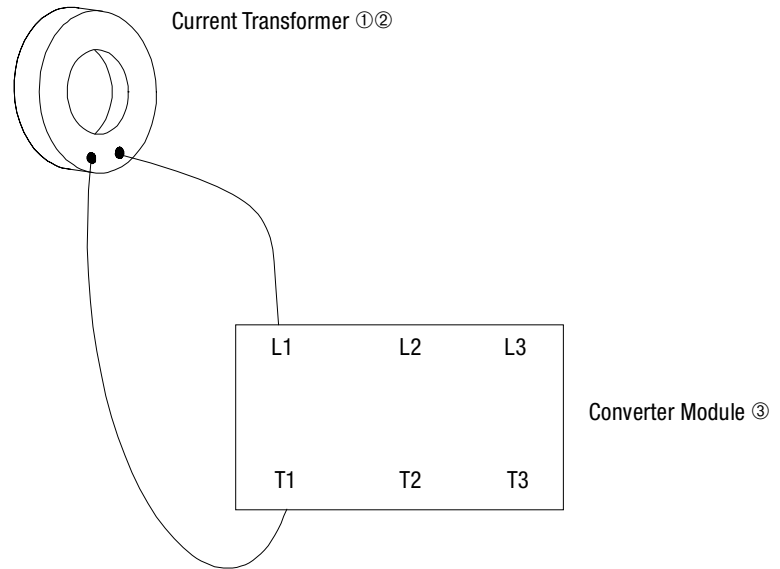 Current Transformer ①②
L1 L2 L3
Converter Module ③
T1 T2 T3